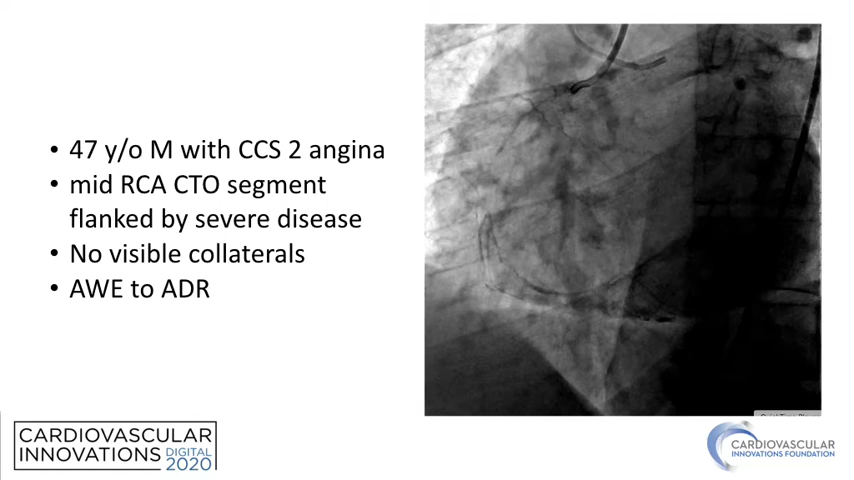 • 47 y/o M with CCS 2 angina
• mid RCA CTO segment
flanked by severe disease
• No visible collaterals
• AWE to ADR
CARDIOVASCULAR
INNOVATIONS DIGITAL
2020
CARDIOVASCULAR
INNOVATIONS FOUNDATION